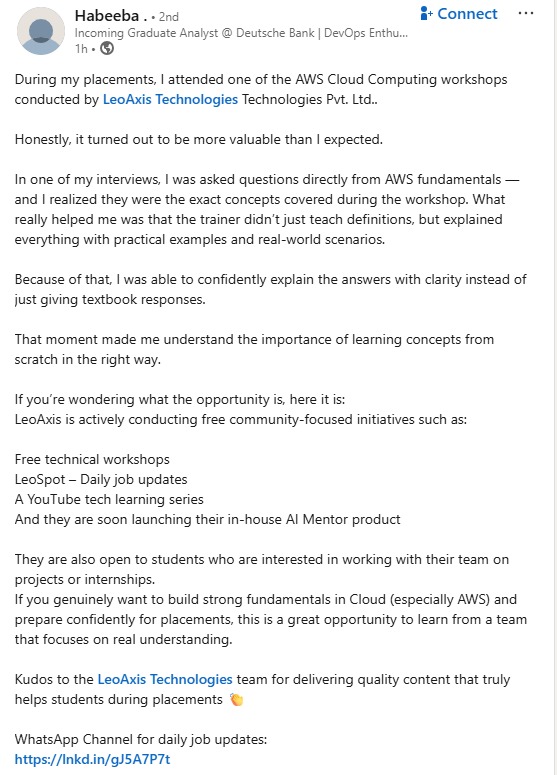 Habeeba . • 2nd
Connect
Incoming Graduate Analyst @ Deutsche Bank | DevOps Enthu...
1h •
During my placements, I attended one of the AWS Cloud Computing workshops
conducted by LeoAxis Technologies Technologies Pvt. Ltd..
Honestly, it turned out to be more valuable than I expected.
In one of my interviews, I was asked questions directly from AWS fundamentals —
and I realized they were the exact concepts covered during the workshop. What
really helped me was that the trainer didn't just teach definitions, but explained
everything with practical examples and real-world scenarios.
Because of that, I was able to confidently explain the answers with clarity instead of
just giving textbook responses.
That moment made me understand the importance of learning concepts from
scratch in the right way.
If you're wondering what the opportunity is, here it is:
LeoAxis is actively conducting free community-focused initiatives such as:
Free technical workshops
LeoSpot – Daily job updates
A YouTube tech learning series
And they are soon launching their in-house AI Mentor product
They are also open to students who are interested in working with their team on
projects or internships.
If you genuinely want to build strong fundamentals in Cloud (especially AWS) and
prepare confidently for placements, this is a great opportunity to learn from a team
that focuses on real understanding.
Kudos to the LeoAxis Technologies team for delivering quality content that truly
helps students during placements 👏
WhatsApp Channel for daily job updates:
https://lnkd.in/gJ5A7P7t